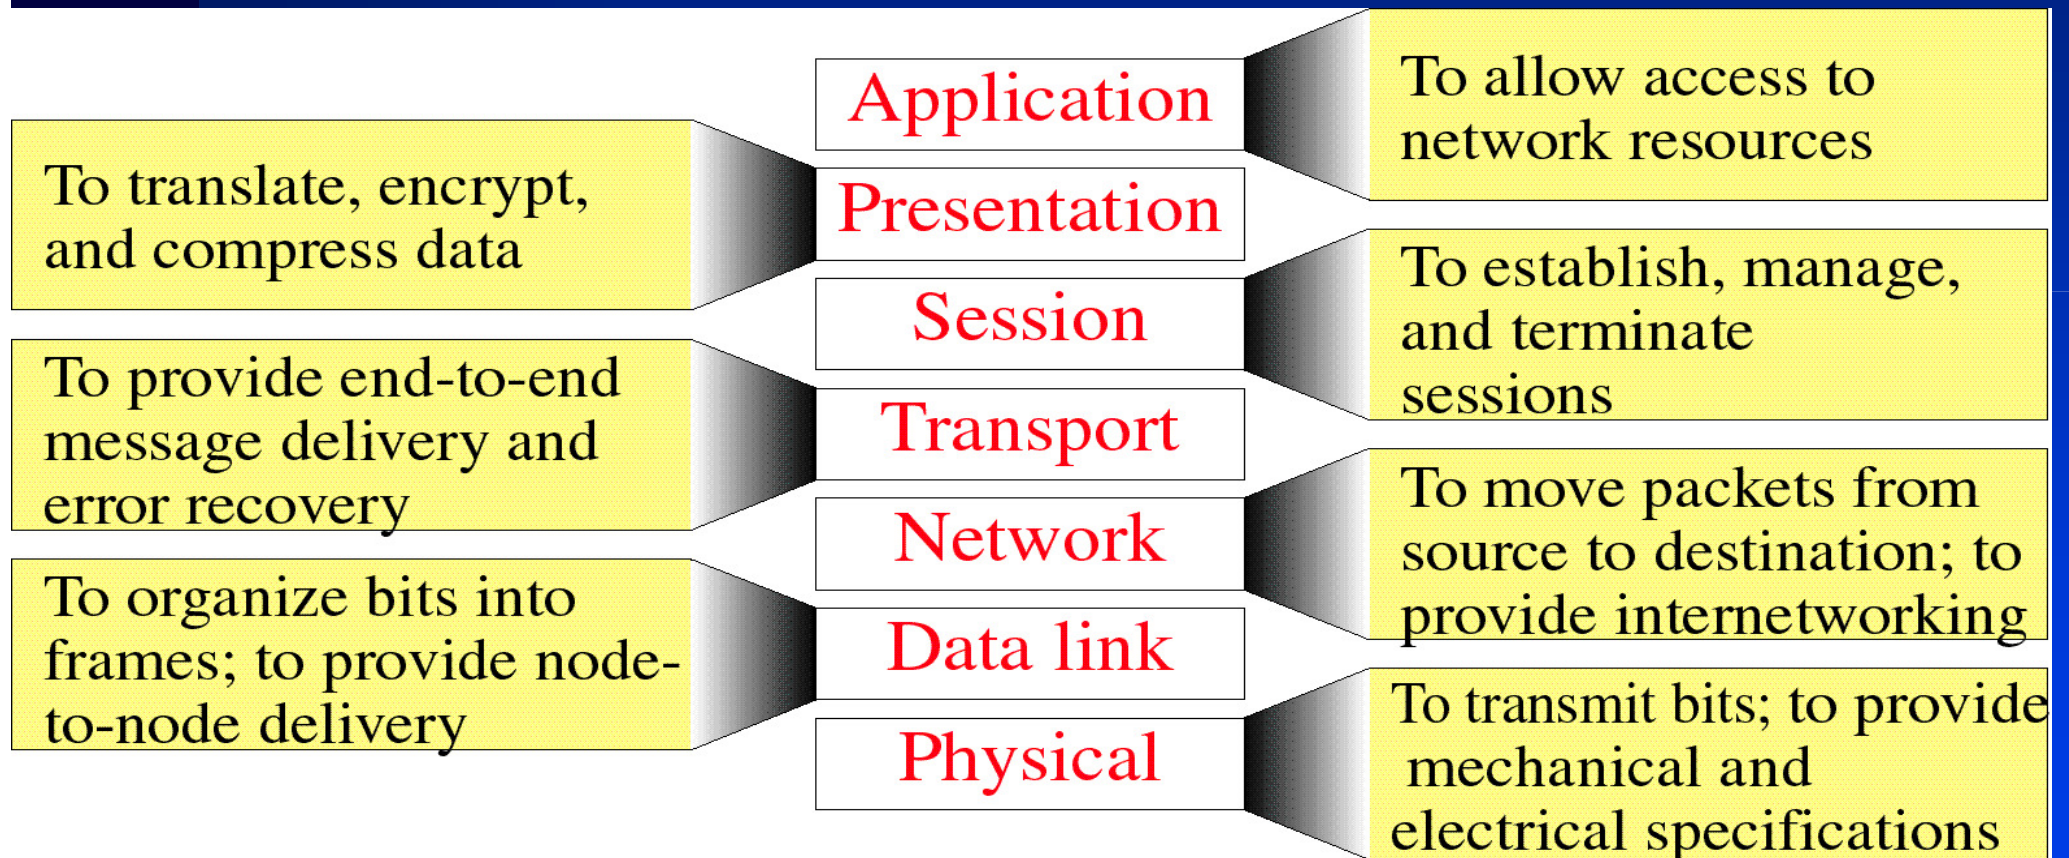 Application
To allow access to
network resources
To translate, encrypt,
and compress data
Presentation
Session
To establish, manage,
and terminate
sessions
To provide end-to-end
message delivery and
error recovery
Transport
Network
To move packets from
source to destination; to
provide internetworking
To organize bits into
frames; to provide node-
to-node delivery
Data link
Physical
To transmit bits; to provide
mechanical and
electrical specifications